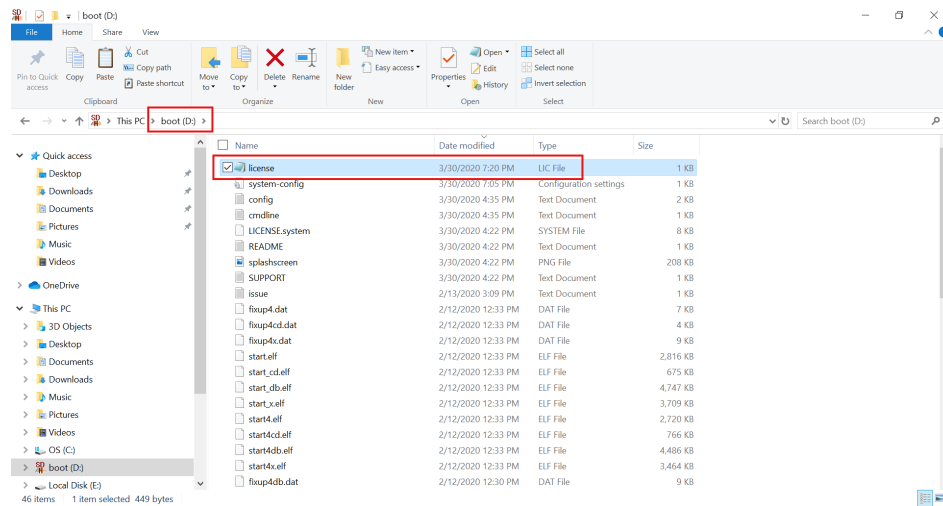 boot (D:)
File Home Share View
Pin to Quick access
Copy
Paste
Cut
Copy path
Paste shortcut
Move to
Copy to
Delete
Rename
New folder
New item
Easy access
Properties
Open
Edit
History
Select all
Select none
Invert selection
Clipboard Organize New Open Select
This PC > boot (D:) >
Search boot (D:)
Quick access
Desktop
Downloads
Documents
Pictures
Music
Videos
OneDrive
This PC
3D Objects
Desktop
Documents
Downloads
Music
Pictures
Videos
OS (C:)
boot (D:)
Local Disk (E:)
Name Date modified Type Size
license 3/30/2020 7:20 PM LIC File 1 KB
system-config 3/30/2020 7:05 PM Configuration settings 1 KB
config 3/30/2020 4:35 PM Text Document 2 KB
cmdline 3/30/2020 4:35 PM Text Document 1 KB
LICENSE.system 3/30/2020 4:22 PM SYSTEM File 8 KB
README 3/30/2020 4:22 PM Text Document 1 KB
splashscreen 3/30/2020 4:22 PM PNG File 208 KB
SUPPORT 3/30/2020 4:22 PM Text Document 1 KB
issue 2/13/2020 3:09 PM Text Document 1 KB
fixup4.dat 2/12/2020 12:33 PM DAT File 7 KB
fixup4cd.dat 2/12/2020 12:33 PM DAT File 4 KB
fixup4x.dat 2/12/2020 12:33 PM DAT File 9 KB
start.elf 2/12/2020 12:33 PM ELF File 2,816 KB
start_cd.elf 2/12/2020 12:33 PM ELF File 675 KB
start_db.elf 2/12/2020 12:33 PM ELF File 4,747 KB
start_x.elf 2/12/2020 12:33 PM ELF File 3,709 KB
start4.elf 2/12/2020 12:33 PM ELF File 2,720 KB
start4cd.elf 2/12/2020 12:33 PM ELF File 766 KB
start4db.elf 2/12/2020 12:33 PM ELF File 4,486 KB
start4x.elf 2/12/2020 12:33 PM ELF File 3,464 KB
fixup4db.dat 2/12/2020 12:30 PM DAT File 9 KB
46 items 1 item selected 449 bytes